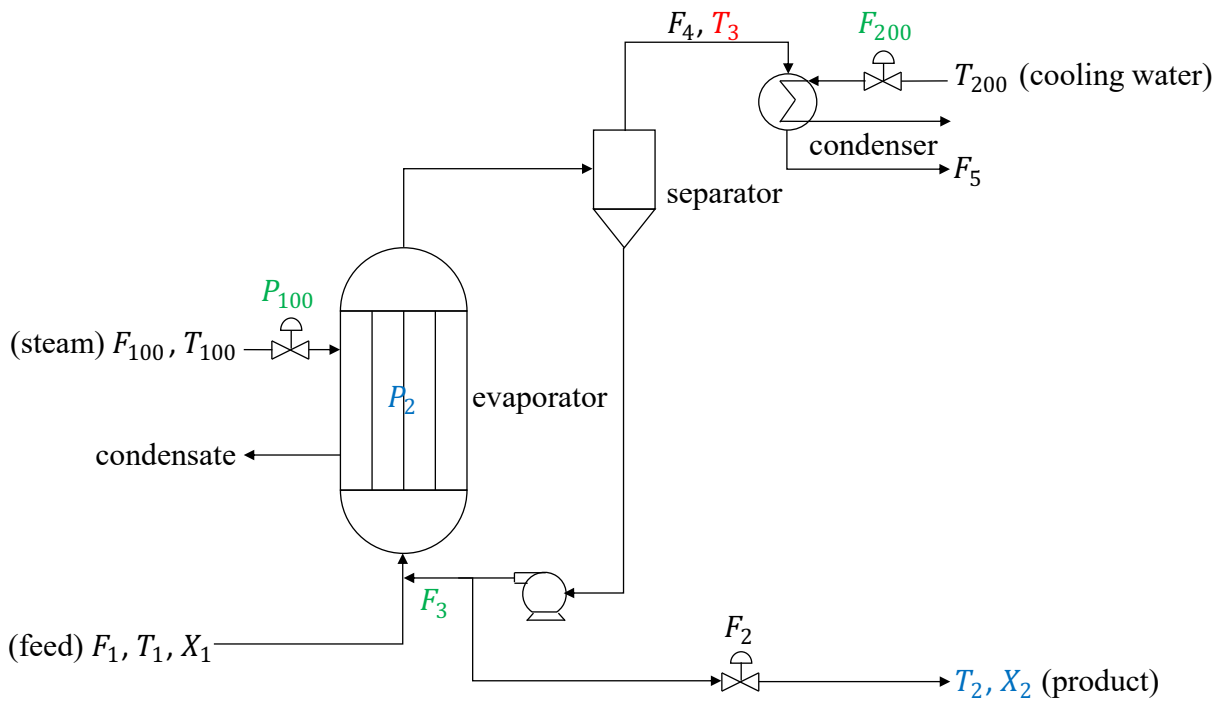 F₄, T₃
F₂₀₀
T₂₀₀ (cooling water)
condenser
F₅
separator
P₁₀₀
(steam) F₁₀₀, T₁₀₀
P₂
evaporator
condensate
F₃
(feed) F₁, T₁, X₁
F₂
T₂, X₂ (product)